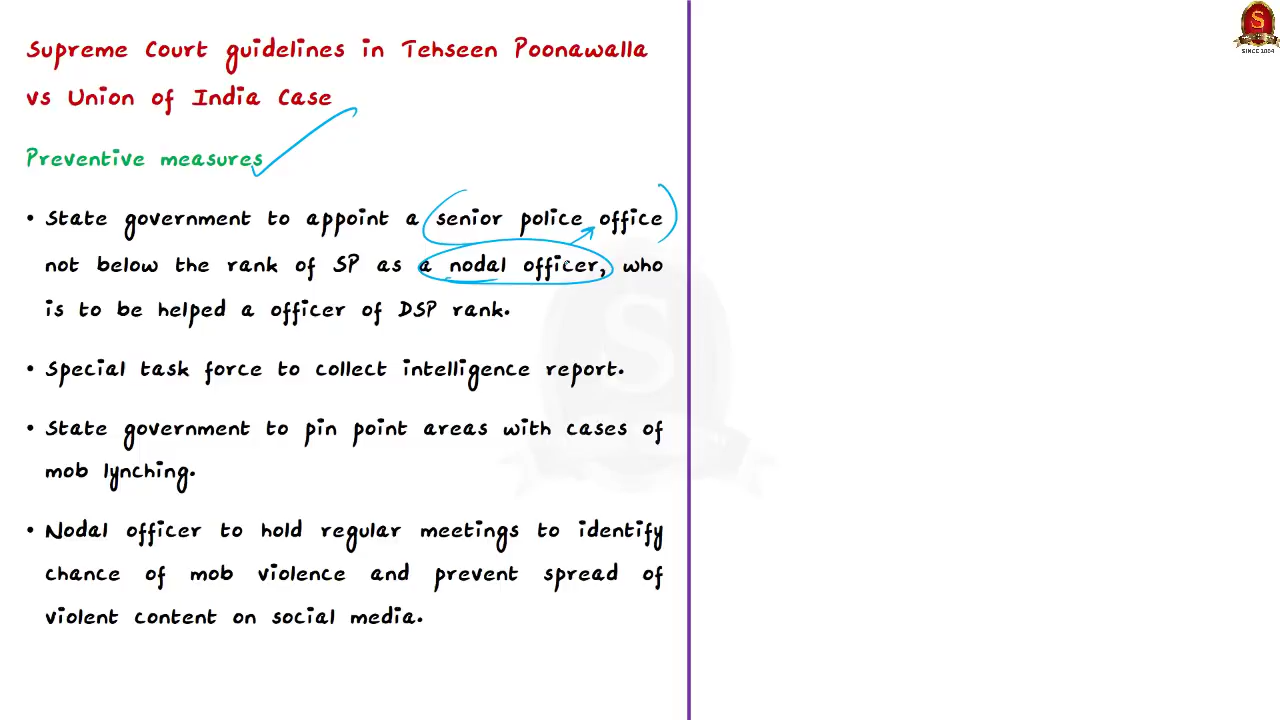 Supreme Court guidelines in Tehseen Poonawalla
vs Union of India Case
Preventive measures
• State government to appoint a senior police office
not below the rank of SP as a nodal officer, who
is to be helped a officer of DSP rank.
• Special task force to collect intelligence report.
• State government to pin point areas with cases of
mob lynching.
• Nodal officer to hold regular meetings to identify
chance of mob violence and prevent spread of
violent content on social media.
S
SINCE 1984
S